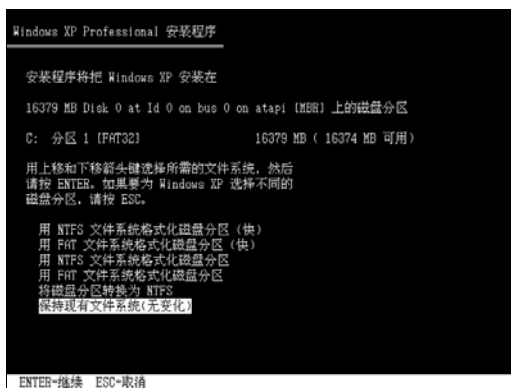 Windows XP Professional 安装程序
安装程序将把 Windows XP 安装在
16379 MB Disk 0 at Id 0 on bus 0 on atapi [MBR] 上的磁盘分区
C: 分区 1 [FAT32] 16379 MB ( 16374 MB 可用)
用上移和下移箭头键选择所需的文件系统，然后
请按 ENTER。如果要为 Windows XP 选择不同的
磁盘分区，请按 ESC。
用 NTFS 文件系统格式化磁盘分区（快）
用 FAT 文件系统格式化磁盘分区（快）
用 NTFS 文件系统格式化磁盘分区
用 FAT 文件系统格式化磁盘分区
将磁盘分区转换为 NTFS
保持现有文件系统(无变化)
ENTER=继续 ESC=取消